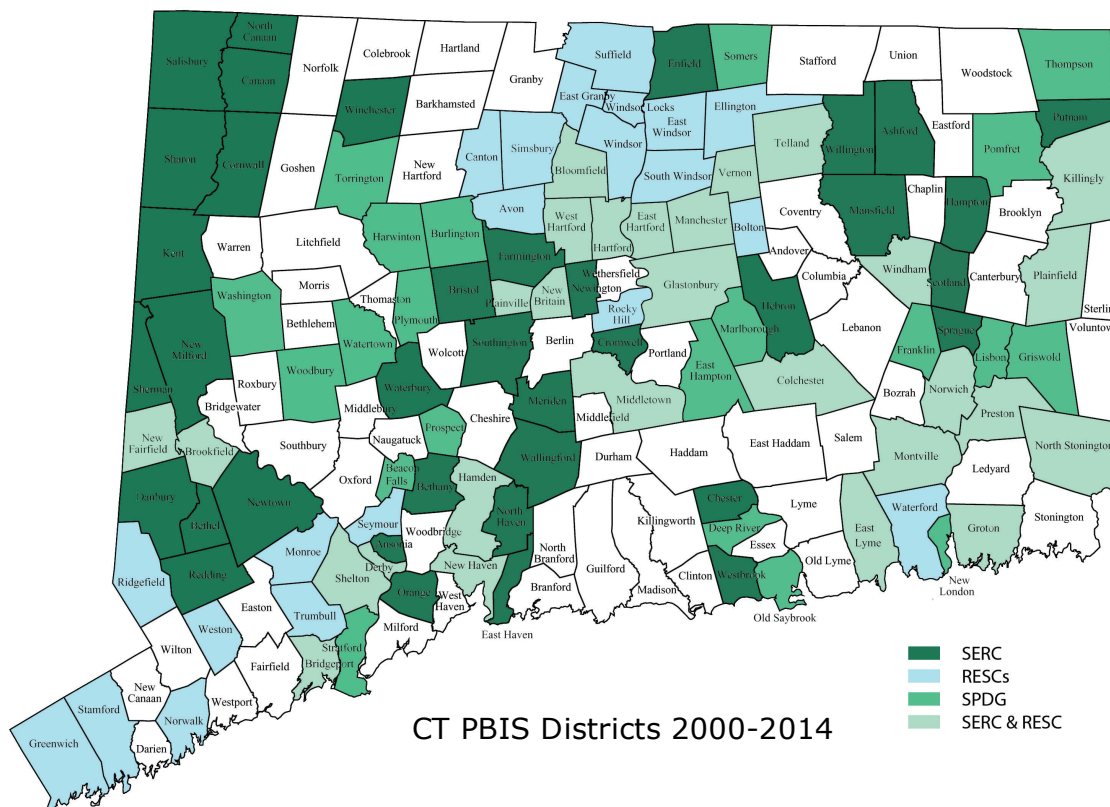 North
Canaan
Salisbury
Canaan
Norfolk
Colebrook
Hartland
Granby
Suffield
Enfield
Somers
Stafford
Union
Woodstock
Thompson
Winchester
Barkhamsted
East Granby
Windsor Locks
East
Windsor
Ellington
Willington
Ashford
Eastford
Putnam
Pomfret
Killingly
Sharon
Cornwall
Goshen
Torrington
New
Hartford
Canton
Simsbury
Bloomfield
Windsor
South Windsor
Vernon
Tolland
Avon
Coventry
Mansfield
Chaplin
Hampton
Brooklyn
Kent
Warren
Litchfield
Harwinton
Burlington
Farmington
West
Hartford
Hartford
East
Hartford
Manchester
Bolton
Andover
Columbia
Windham
Scotland
Canterbury
Plainfield
Sterli
Washington
Morris
Bethlehem
Thomaston
Plymouth
Bristol
Plainville
New
Britain
Wethersfield
Newington
Rocky
Hill
Glastonbury
Hebron
Marlborough
Lebanon
Franklin
Sprague
Lisbon
Griswold
Voluntow
New
Milford
Sherman
Roxbury
Bridgewater
Woodbury
Watertown
Waterbury
Wolcott
Southington
Berlin
Cromwell
Portland
East
Hampton
Colchester
Bozrah
Norwich
Preston
North Stonington
New
Fairfield
Brookfield
Southbury
Middlebury
Naugatuck
Prospect
Cheshire
Meriden
Middletown
Middlefield
Durham
Haddam
East Haddam
Salem
Montville
Ledyard
Danbury
Bethel
Newtown
Oxford
Beacon
Falls
Bethany
Hamden
Wallingford
North
Haven
Seymour
Woodbridge
Ansonia
Derby
Killingworth
Chester
Deep River
Essex
Lyme
East
Lyme
Waterford
Groton
Stonington
Ridgefield
Redding
Monroe
Shelton
New Haven
North
Branford
Guilford
Madison
Clinton
Westbrook
Old Lyme
New
London
Old Saybrook
Branford
East Haven
West
Haven
Orange
Milford
Easton
Trumbull
Weston
Wilton
Stratford
Bridgeport
Fairfield
Westport
New
Canaan
Norwalk
Darien
Stamford
Greenwich
SERC
RESCs
SPDG
SERC & RESC
CT PBIS Districts 2000-2014